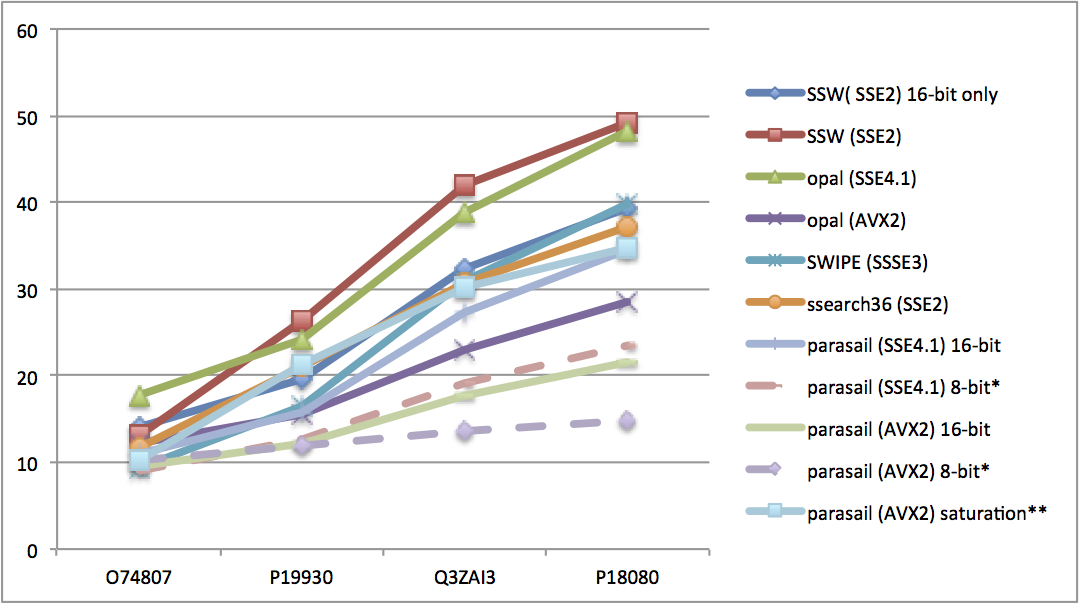 60
50
40
30
20
10
0
O74807
P19930
Q3ZAI3
P18080
SSW( SSE2) 16-bit only
SSW (SSE2)
opal (SSE4.1)
opal (AVX2)
SWIPE (SSSE3)
ssearch36 (SSE2)
parasail (SSE4.1) 16-bit
parasail (SSE4.1) 8-bit*
parasail (AVX2) 16-bit
parasail (AVX2) 8-bit*
parasail (AVX2) saturation**